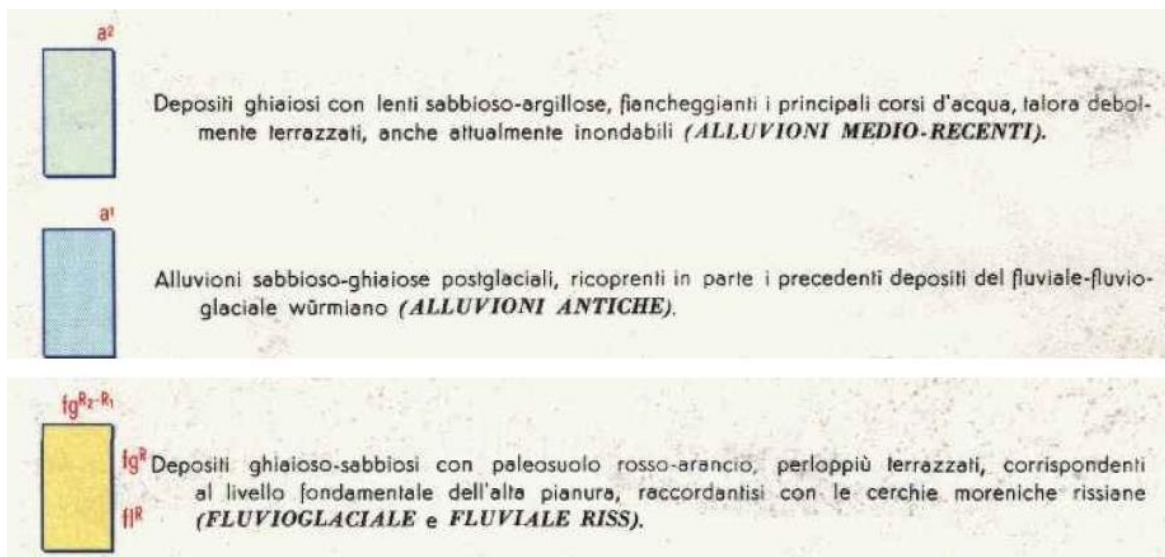 a²
Depositi ghiaiosi con lenti sabbioso-argillose, fiancheggianti i principali corsi d'acqua, talora debol-
mente terrazzati, anche attualmente inondabili (ALLUVIONI MEDIO-RECENTI).
a¹
Alluvioni sabbioso-ghiaiose postglaciali, ricoprenti in parte i precedenti depositi del fluviale-fluvio-
glaciale würmiano (ALLUVIONI ANTICHE).
fgR₂-R₁
fgR Depositi ghiaioso-sabbiosi con paleosuolo rosso-arancio, perloppiù terrazzati, corrispondenti
al livello fondamentale dell'alta pianura, raccordantisi con le cerchie moreniche rissiane
flR (FLUVIOGLACIALE e FLUVIALE RISS).